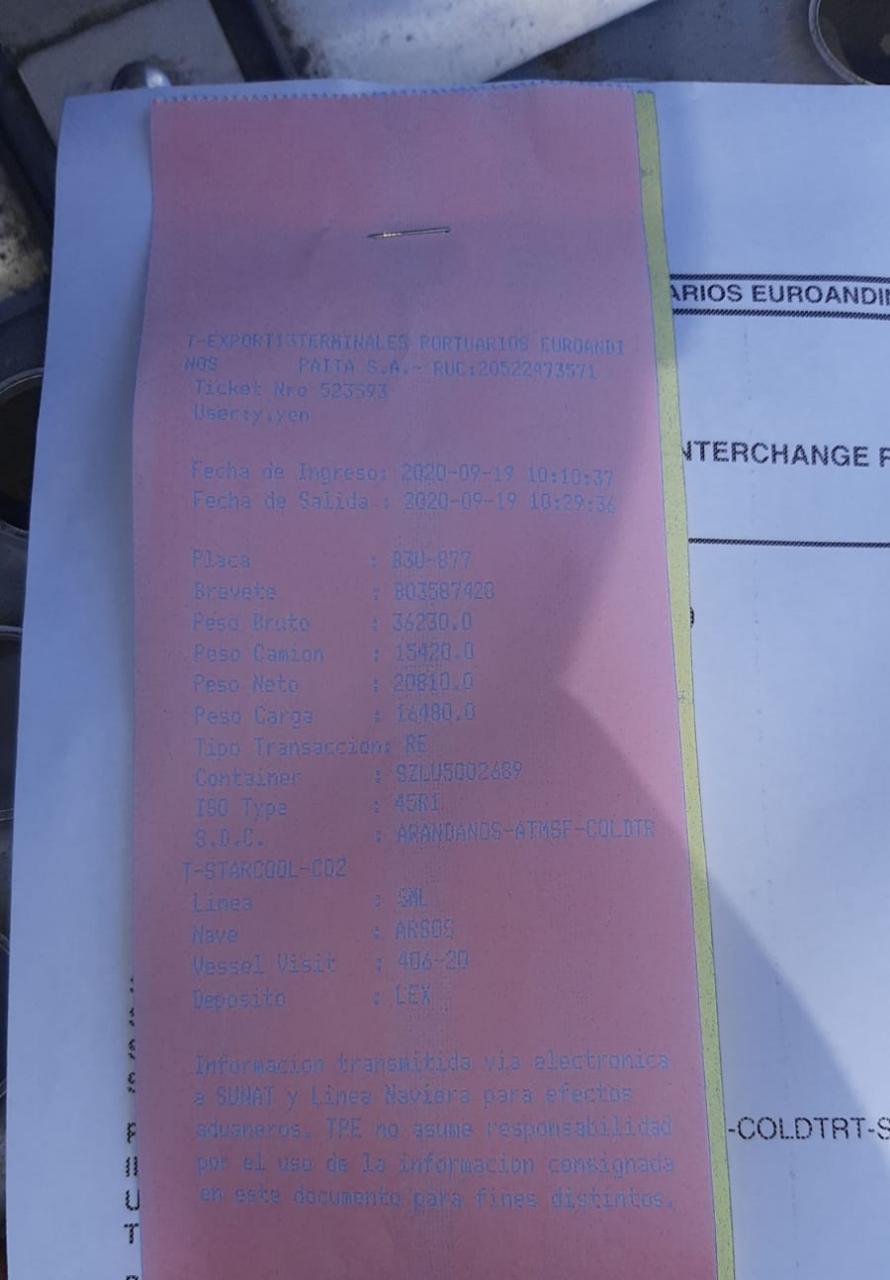 T-EXPORTIGTERMINALES PORTUARIOS EUROANDI
NOS PAITA S.A.- RUC:20522473571
Ticket Nro 523593
User:y.yen
Fecha de Ingreso: 2020-09-19 10:10:37
Fecha de Salida : 2020-09-19 10:29:36
Placa : B3U-877
Brevete : B03587428
Peso Bruto : 36230.0
Peso Camion : 15420.0
Peso Neto : 20810.0
Peso Carga : 16480.0
Tipo Transaccion: RE
Container : SZLU5002689
ISO Type : 45R1
S.D.C. : ARANDANOS-ATMSF-COLDTR
T-STARCOOL-CO2
Linea : SML
Nave : ARSOS
Vessel Visit : 406-20
Deposito : LEX
Informacion transmitida via electronica
a SUNAT y Linea Naviera para efectos
aduaneros. TPE no asume responsabilidad
por el uso de la informacion consignada
en este documento para fines distintos.
ARIOS EUROANDI
NTERCHANGE
-COLDTRT-S